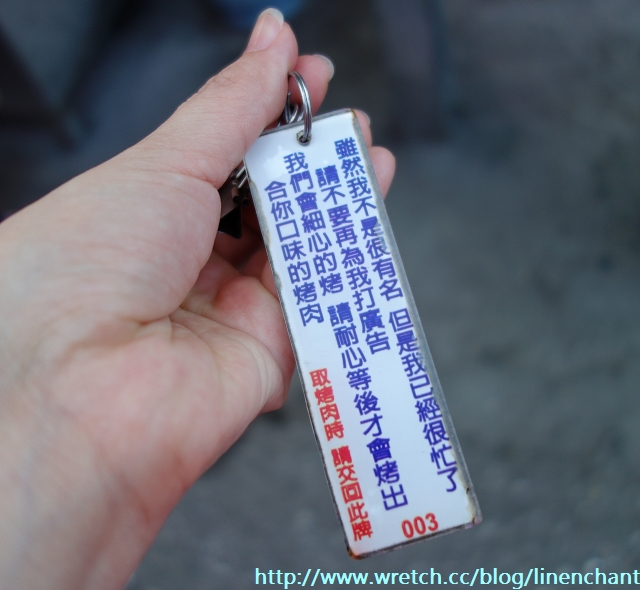 雖然我不是很有名 但是我已經很忙了
請不要再為我打廣告
我們會細心的烤 請耐心等後才會烤出
合你口味的烤肉
取烤肉時 請交回此牌
003
http://www.wretch.cc/blog/linenchant